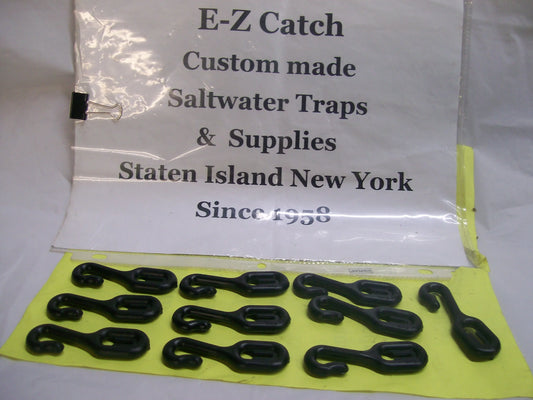 E-Z Catch
Custom made
Saltwater Traps
& Supplies
Staten Island New York
Since 1958